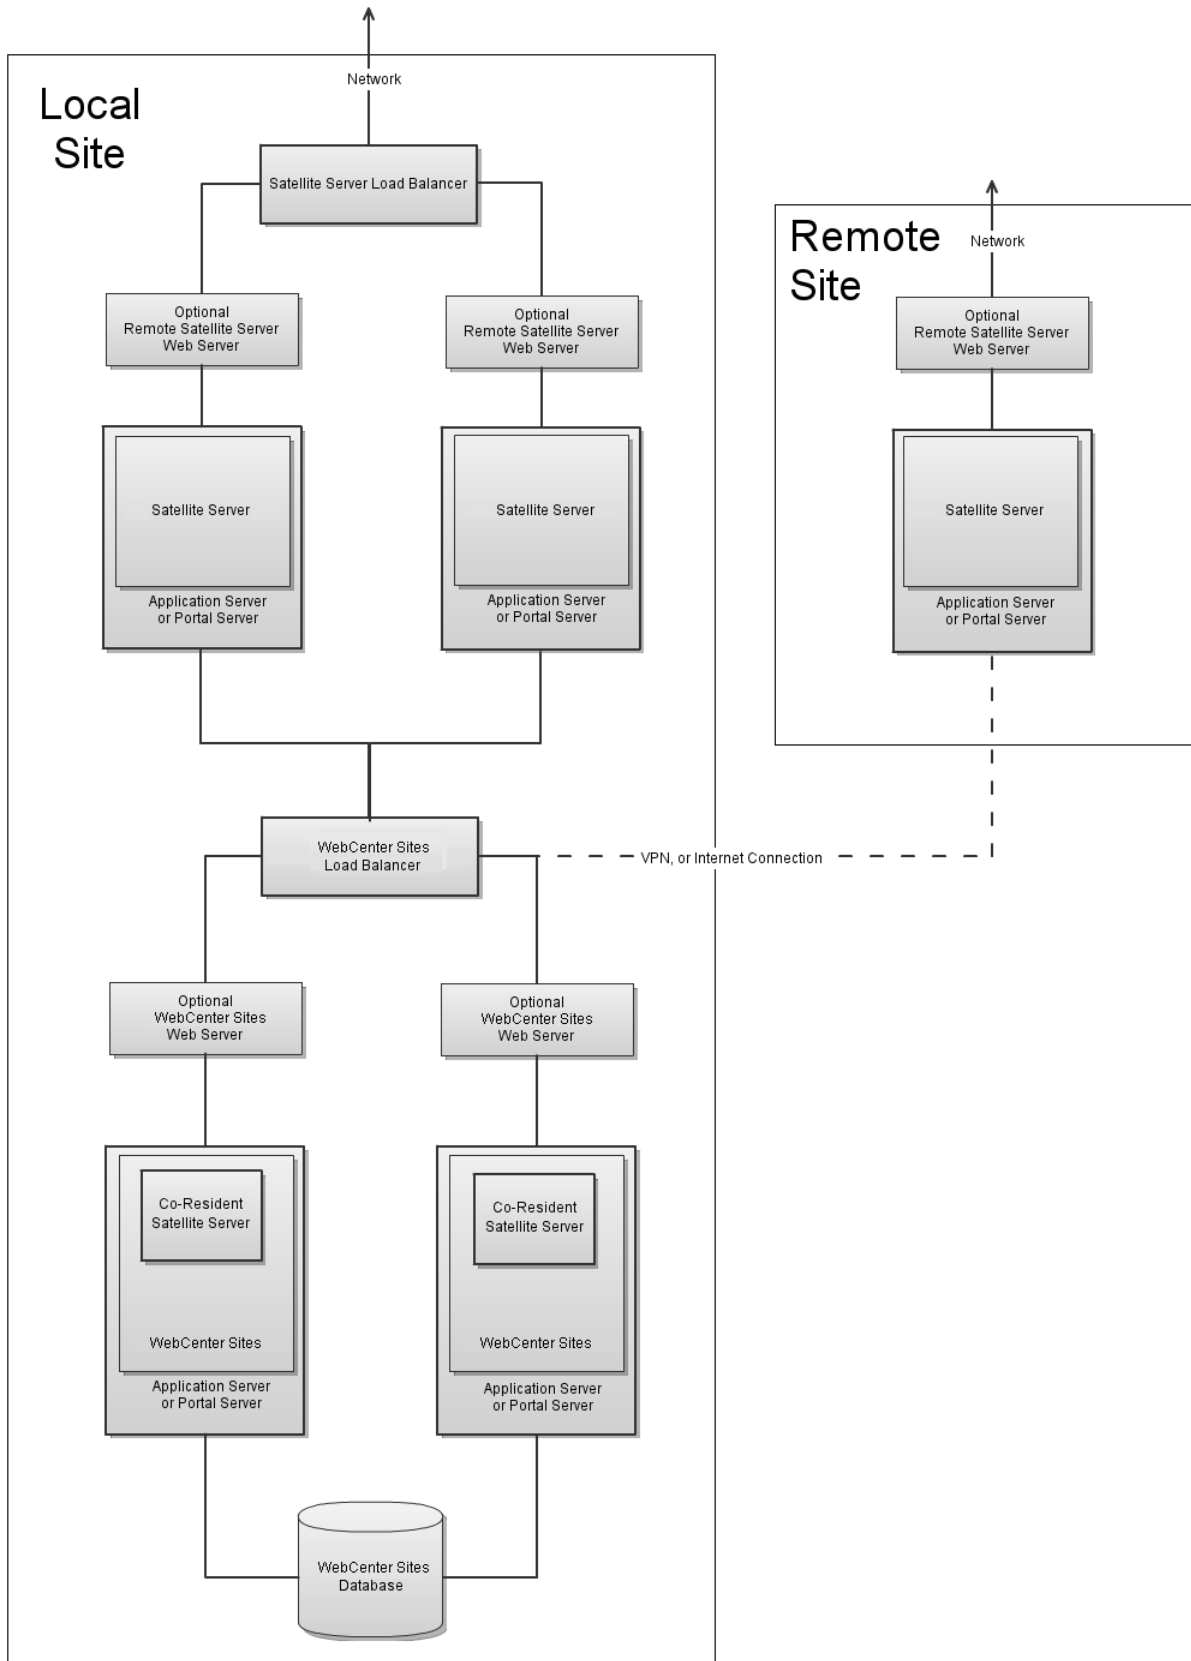 Network
Local
Site
Satellite Server Load Balancer
Optional
Remote Satellite Server
Web Server
Optional
Remote Satellite Server
Web Server
Satellite Server
Application Server
or Portal Server
Satellite Server
Application Server
or Portal Server
Remote
Site
Network
Optional
Remote Satellite Server
Web Server
Satellite Server
Application Server
or Portal Server
WebCenter Sites
Load Balancer
VPN, or Internet Connection
Optional
WebCenter Sites
Web Server
Optional
WebCenter Sites
Web Server
Co-Resident
Satellite Server
WebCenter Sites
Application Server
or Portal Server
Co-Resident
Satellite Server
WebCenter Sites
Application Server
or Portal Server
WebCenter Sites
Database